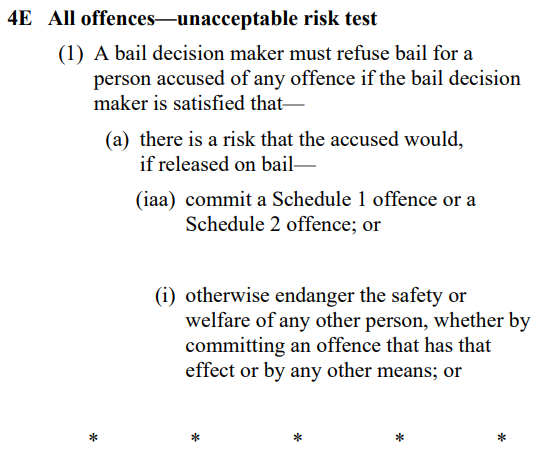 4E All offences—unacceptable risk test
(1) A bail decision maker must refuse bail for a
person accused of any offence if the bail decision
maker is satisfied that—
(a) there is a risk that the accused would,
if released on bail—
(iaa) commit a Schedule 1 offence or a
Schedule 2 offence; or
(i) otherwise endanger the safety or
welfare of any other person, whether by
committing an offence that has that
effect or by any other means; or
* * * * *